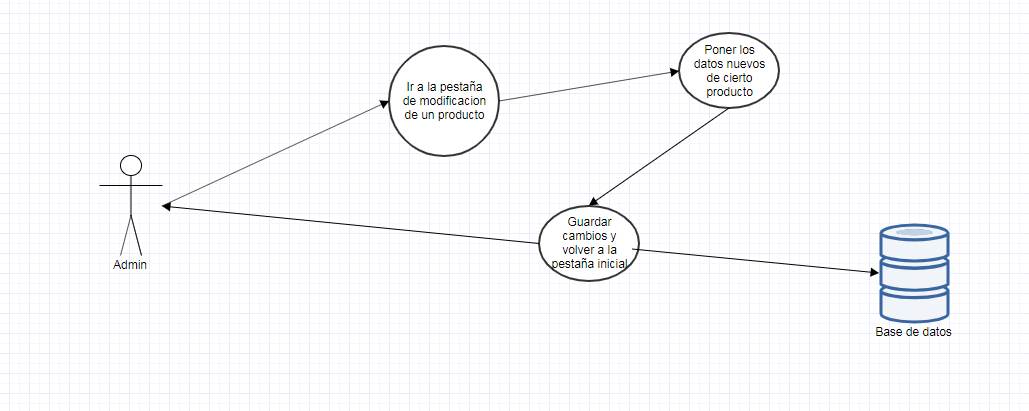 Ir a la pestaña
de modificacion
de un producto
Poner los
datos nuevos
de cierto
producto
Admin
Guardar
cambios y
volver a la
pestaña inicial
Base de datos